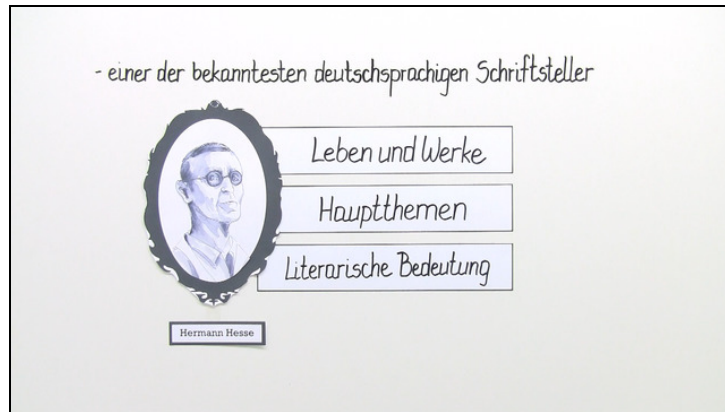 - einer der bekanntesten deutschsprachigen Schriftsteller
Leben und Werke
Hauptthemen
Literarische Bedeutung
Hermann Hesse